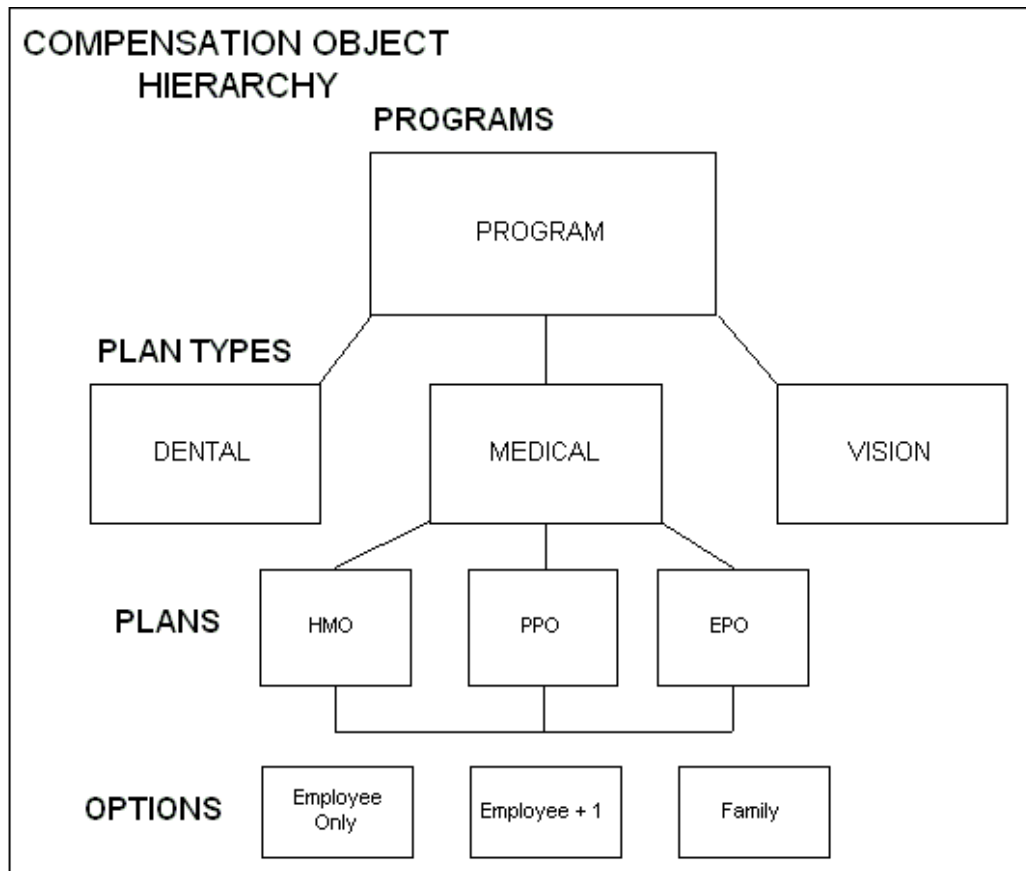 COMPENSATION OBJECT
HIERARCHY
PROGRAMS
PROGRAM
PLAN TYPES
DENTAL
MEDICAL
VISION
PLANS
HMO
PPO
EPO
OPTIONS
Employee
Only
Employee + 1
Family